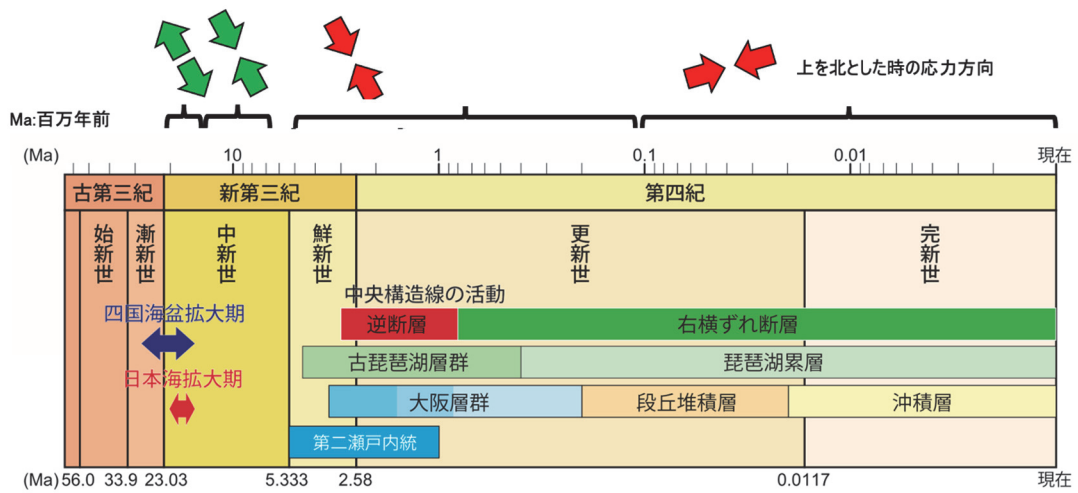 上を北とした時の応力方向
Ma:百万年前
(Ma) 10 1 0.1 0.01 現在
古第三紀 新第三紀 第四紀
始新世 漸新世 中新世 鮮新世 更新世 完新世
中央構造線の活動
四国海盆拡大期
逆断層 右横ずれ断層
古琵琶湖層群 琵琶湖累層
日本海拡大期
大阪層群 段丘堆積層 沖積層
第二瀬戸内統
(Ma) 56.0 33.9 23.03 5.333 2.58 0.0117 現在